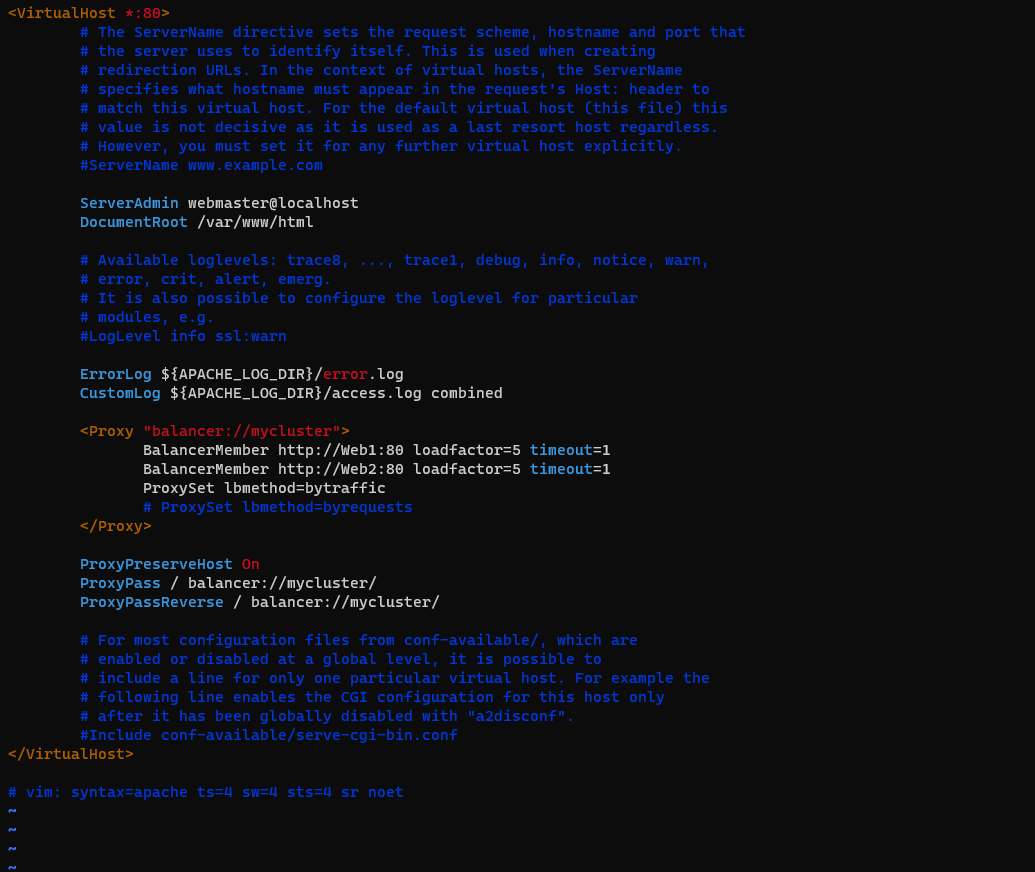 <VirtualHost *:80>
# The ServerName directive sets the request scheme, hostname and port that
# the server uses to identify itself. This is used when creating
# redirection URLs. In the context of virtual hosts, the ServerName
# specifies what hostname must appear in the request's Host: header to
# match this virtual host. For the default virtual host (this file) this
# value is not decisive as it is used as a last resort host regardless.
# However, you must set it for any further virtual host explicitly.
#ServerName www.example.com
ServerAdmin webmaster@localhost
DocumentRoot /var/www/html
# Available loglevels: trace8, ..., trace1, debug, info, notice, warn,
# error, crit, alert, emerg.
# It is also possible to configure the loglevel for particular
# modules, e.g.
#LogLevel info ssl:warn
ErrorLog ${APACHE_LOG_DIR}/error.log
CustomLog ${APACHE_LOG_DIR}/access.log combined
<Proxy "balancer://mycluster">
BalancerMember http://Web1:80 loadfactor=5 timeout=1
BalancerMember http://Web2:80 loadfactor=5 timeout=1
ProxySet lbmethod=bytraffic
# ProxySet lbmethod=byrequests
</Proxy>
ProxyPreserveHost On
ProxyPass / balancer://mycluster/
ProxyPassReverse / balancer://mycluster/
# For most configuration files from conf-available/, which are
# enabled or disabled at a global level, it is possible to
# include a line for only one particular virtual host. For example the
# following line enables the CGI configuration for this host only
# after it has been globally disabled with "a2disconf".
#Include conf-available/serve-cgi-bin.conf
</VirtualHost>
# vim: syntax=apache ts=4 sw=4 sts=4 sr noet
~
~
~
~